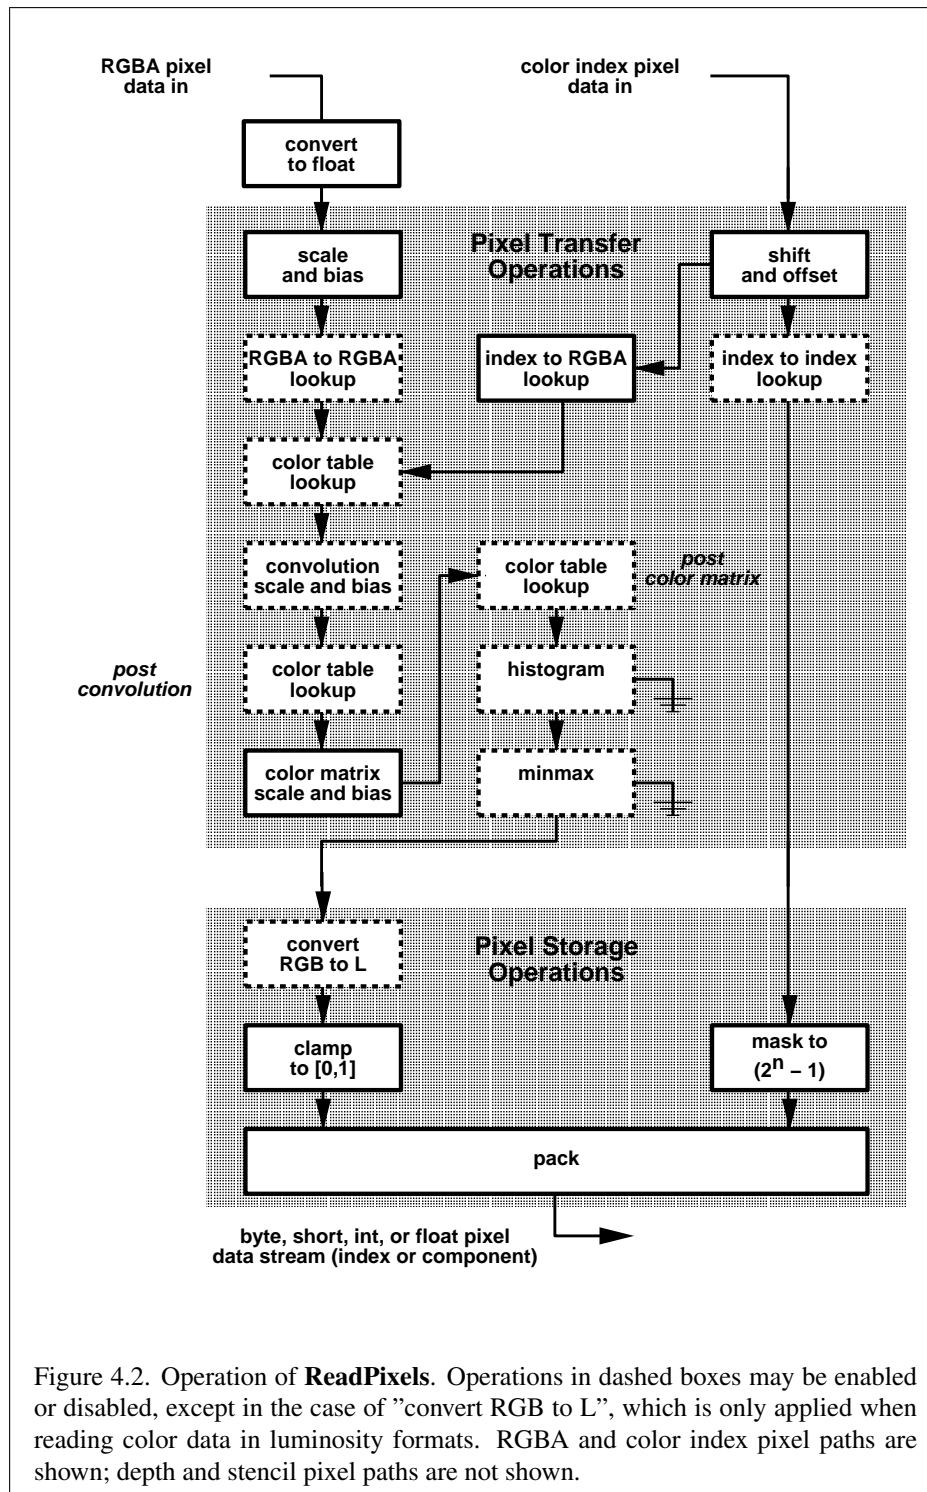 RGBA pixel
data in
color index pixel
data in
convert
to float
Pixel Transfer
Operations
scale
and bias
shift
and offset
RGBA to RGBA
lookup
index to RGBA
lookup
index to index
lookup
color table
lookup
convolution
scale and bias
color table
lookup
post
color matrix
post
convolution
color table
lookup
histogram
color matrix
scale and bias
minmax
convert
RGB to L
Pixel Storage
Operations
clamp
to [0,1]
mask to
(2^n – 1)
pack
byte, short, int, or float pixel
data stream (index or component)
Figure 4.2. Operation of ReadPixels. Operations in dashed boxes may be enabled
or disabled, except in the case of ”convert RGB to L”, which is only applied when
reading color data in luminosity formats. RGBA and color index pixel paths are
shown; depth and stencil pixel paths are not shown.